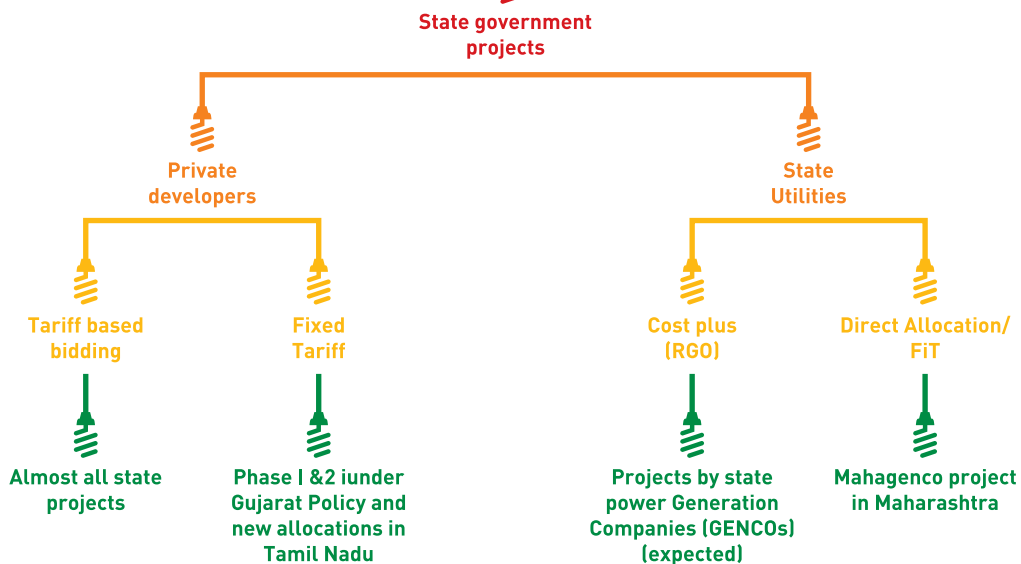 State government
projects
Private
developers
State
Utilities
Tariff based
bidding
Fixed
Tariff
Cost plus
(RGO)
Direct Allocation/
FiT
Almost all state
projects
Phase I &2 iunder
Gujarat Policy and
new allocations in
Tamil Nadu
Projects by state
power Generation
Companies (GENCOs)
(expected)
Mahagenco project
in Maharashtra